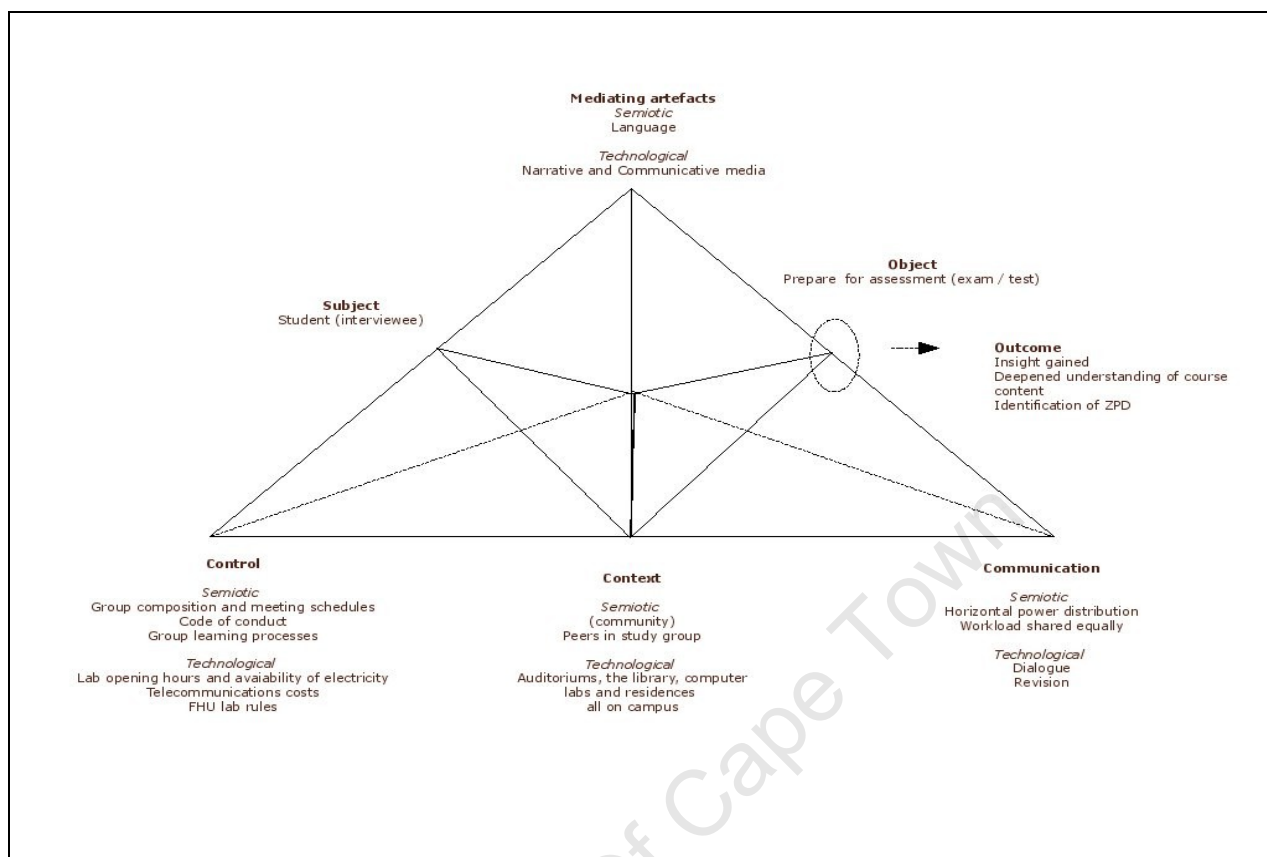 Mediating artefacts
Semiotic
Language
Technological
Narrative and Communicative media
Object
Prepare for assessment (exam / test)
Subject
Student (interviewee)
Outcome
Insight gained
Deepened understanding of course
content
Identification of ZPD
Control
Semiotic
Group composition and meeting schedules
Code of conduct
Group learning processes
Technological
Lab opening hours and avaibility of electricity
Telecommunications costs
FHU lab rules
Context
Semiotic
(community)
Peers in study group
Technological
Auditoriums, the library, computer
labs and residences
all on campus
Communication
Semiotic
Horizontal power distribution
Workload shared equally
Technological
Dialogue
Revision
of Cape Town